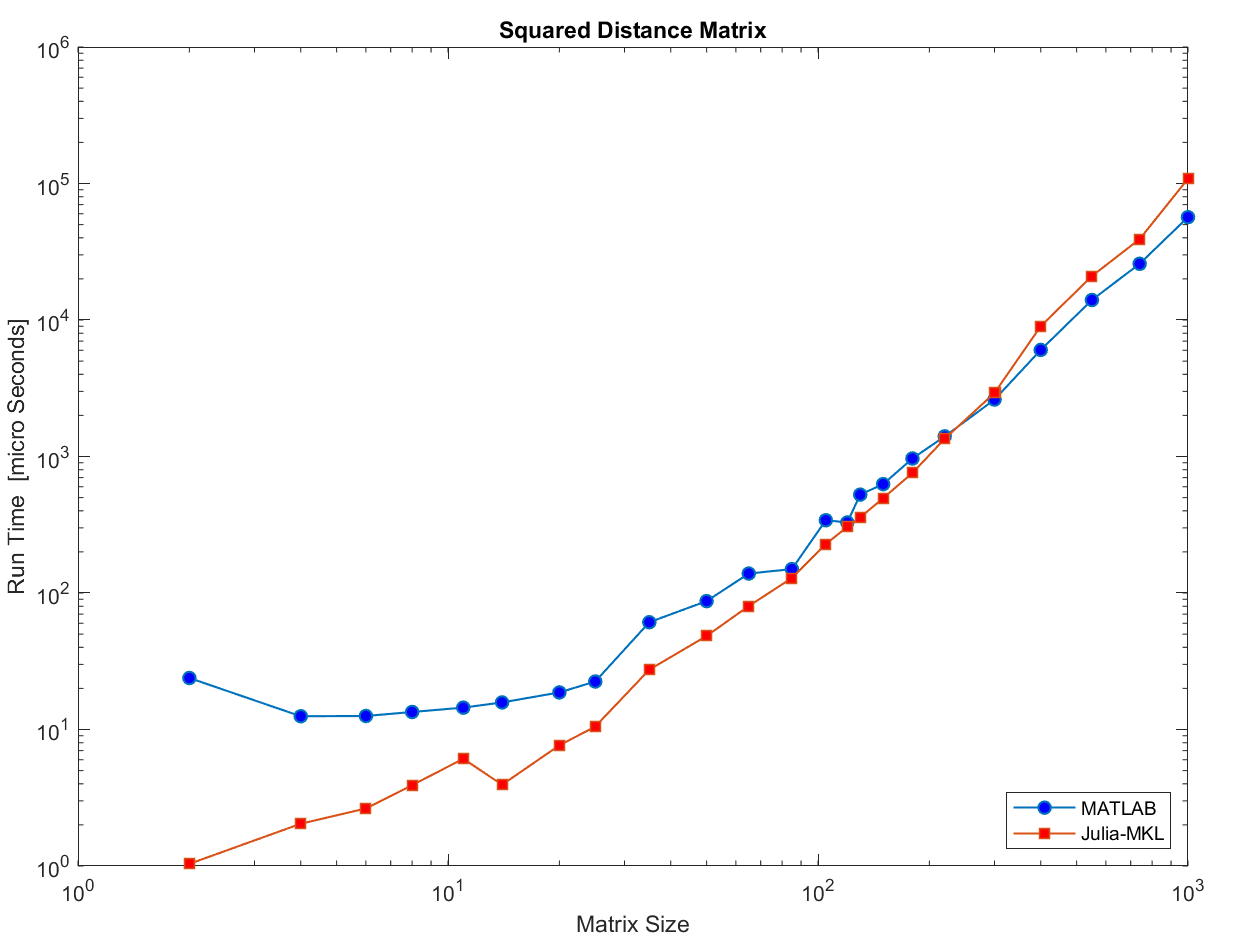 Squared Distance Matrix
10^6
10^5
10^4
10^3
10^2
10^1
10^0
Run Time [micro Seconds]
10^0 10^1 10^2 10^3
Matrix Size
MATLAB
Julia-MKL